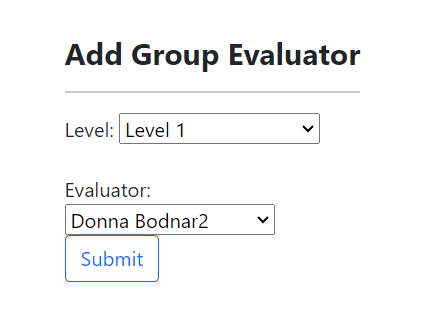 Add Group Evaluator
Level: Level 1
Evaluator:
Donna Bodnar2
Submit